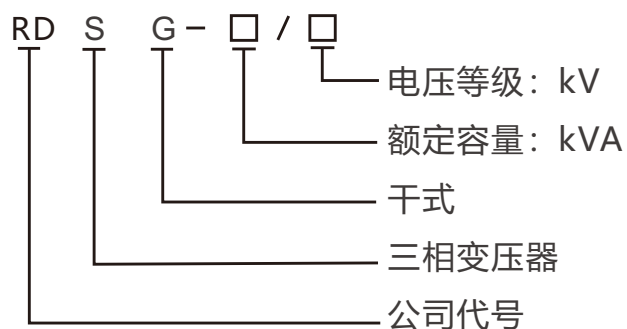 RD S G－□/□
电压等级：kV
额定容量：kVA
干式
三相变压器
公司代号